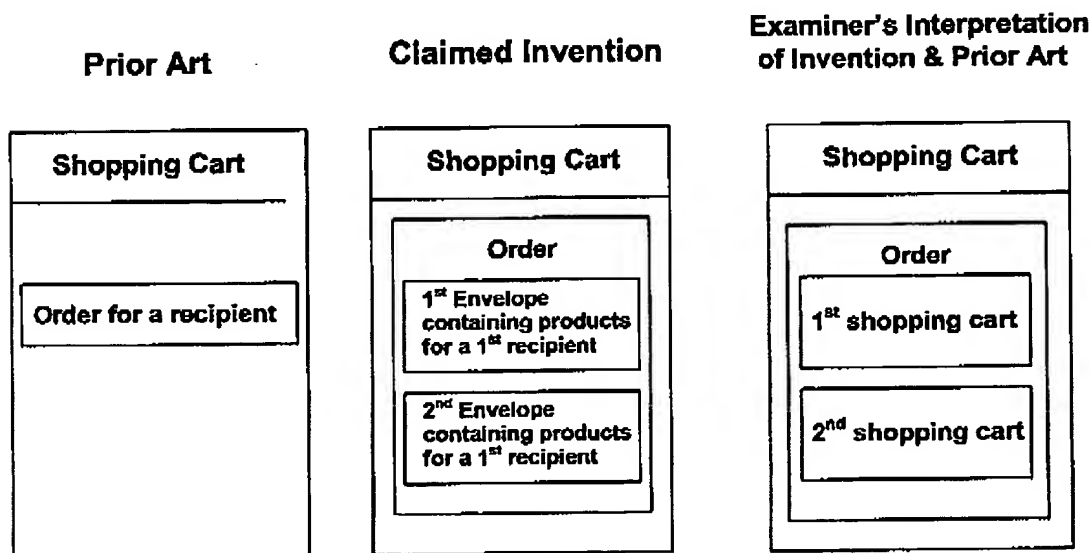 Prior Art
Shopping Cart
Order for a recipient
Claimed Invention
Shopping Cart
Order
1st Envelope
containing products
for a 1st recipient
2nd Envelope
containing products
for a 1st recipient
Examiner's Interpretation
of Invention & Prior Art
Shopping Cart
Order
1st shopping cart
2nd shopping cart